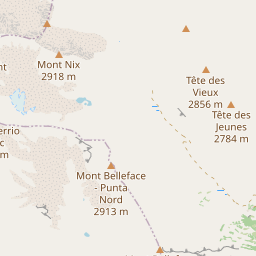 Mont Nix
2918 m
Tête des
Vieux
2856 m
Tête des
Jeunes
2784 m
Mont Belleface
- Punta
Nord
2913 m